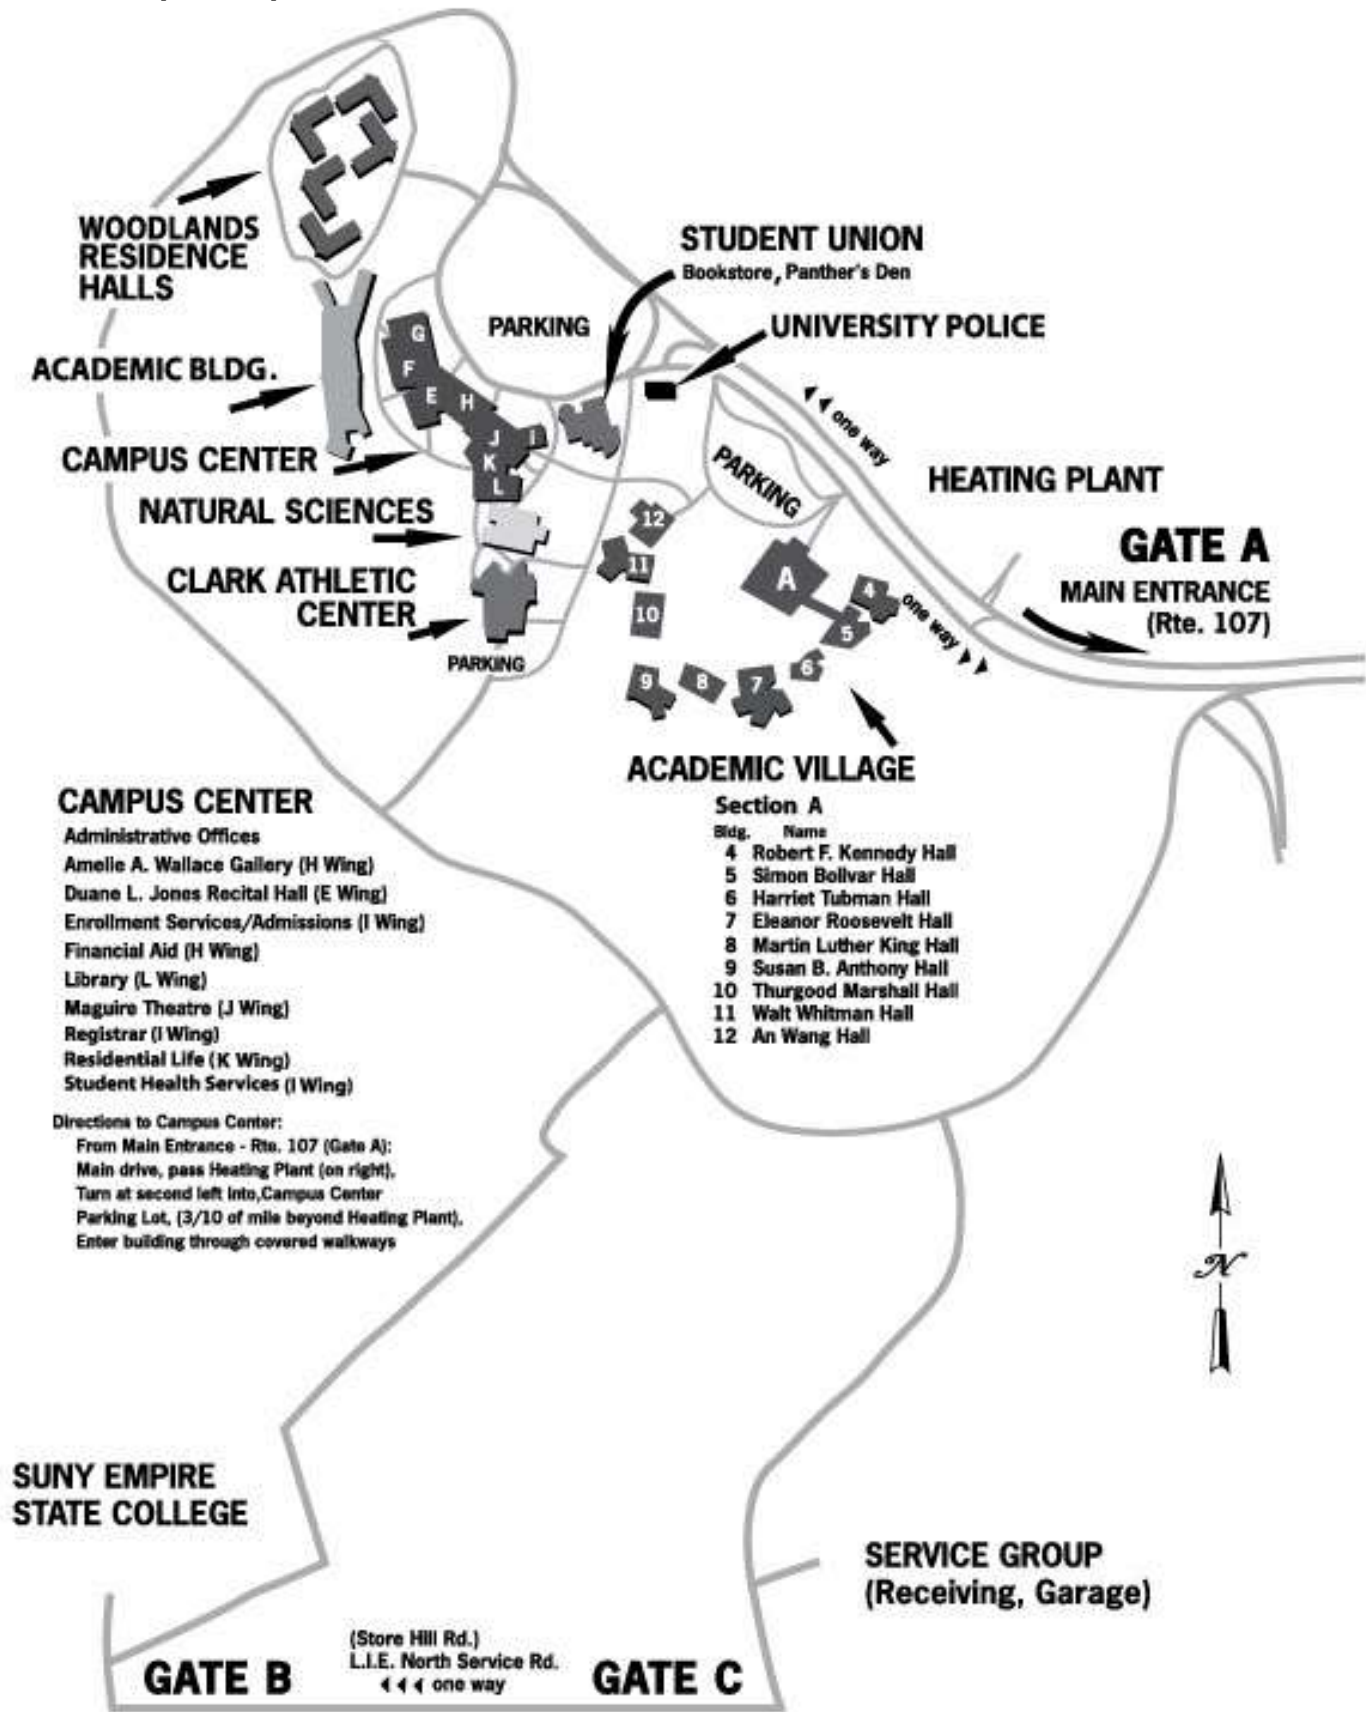 WOODLANDS
RESIDENCE
HALLS
STUDENT UNION
Bookstore, Panther's Den
PARKING
UNIVERSITY POLICE
ACADEMIC BLDG.
G
F
E
H
J
I
K
L
one way
CAMPUS CENTER
PARKING
HEATING PLANT
NATURAL SCIENCES
12
GATE A
MAIN ENTRANCE
(Rte. 107)
CLARK ATHLETIC
CENTER
11
A
4
one way
10
5
PARKING
6
9
8
7
ACADEMIC VILLAGE
Section A
Bldg. Name
4 Robert F. Kennedy Hall
5 Simon Bolivar Hall
6 Harriet Tubman Hall
7 Eleanor Roosevelt Hall
8 Martin Luther King Hall
9 Susan B. Anthony Hall
10 Thurgood Marshall Hall
11 Walt Whitman Hall
12 An Wang Hall
CAMPUS CENTER
Administrative Offices
Amelie A. Wallace Gallery (H Wing)
Duane L. Jones Recital Hall (E Wing)
Enrollment Services/Admissions (I Wing)
Financial Aid (H Wing)
Library (L Wing)
Maguire Theatre (J Wing)
Registrar (I Wing)
Residential Life (K Wing)
Student Health Services (I Wing)
Directions to Campus Center:
From Main Entrance - Rte. 107 (Gate A):
Main drive, pass Heating Plant (on right),
Turn at second left into,Campus Center
Parking Lot, (3/10 of mile beyond Heating Plant),
Enter building through covered walkways
N
SUNY EMPIRE
STATE COLLEGE
SERVICE GROUP
(Receiving, Garage)
GATE B
(Store Hill Rd.)
L.I.E. North Service Rd.
one way
GATE C